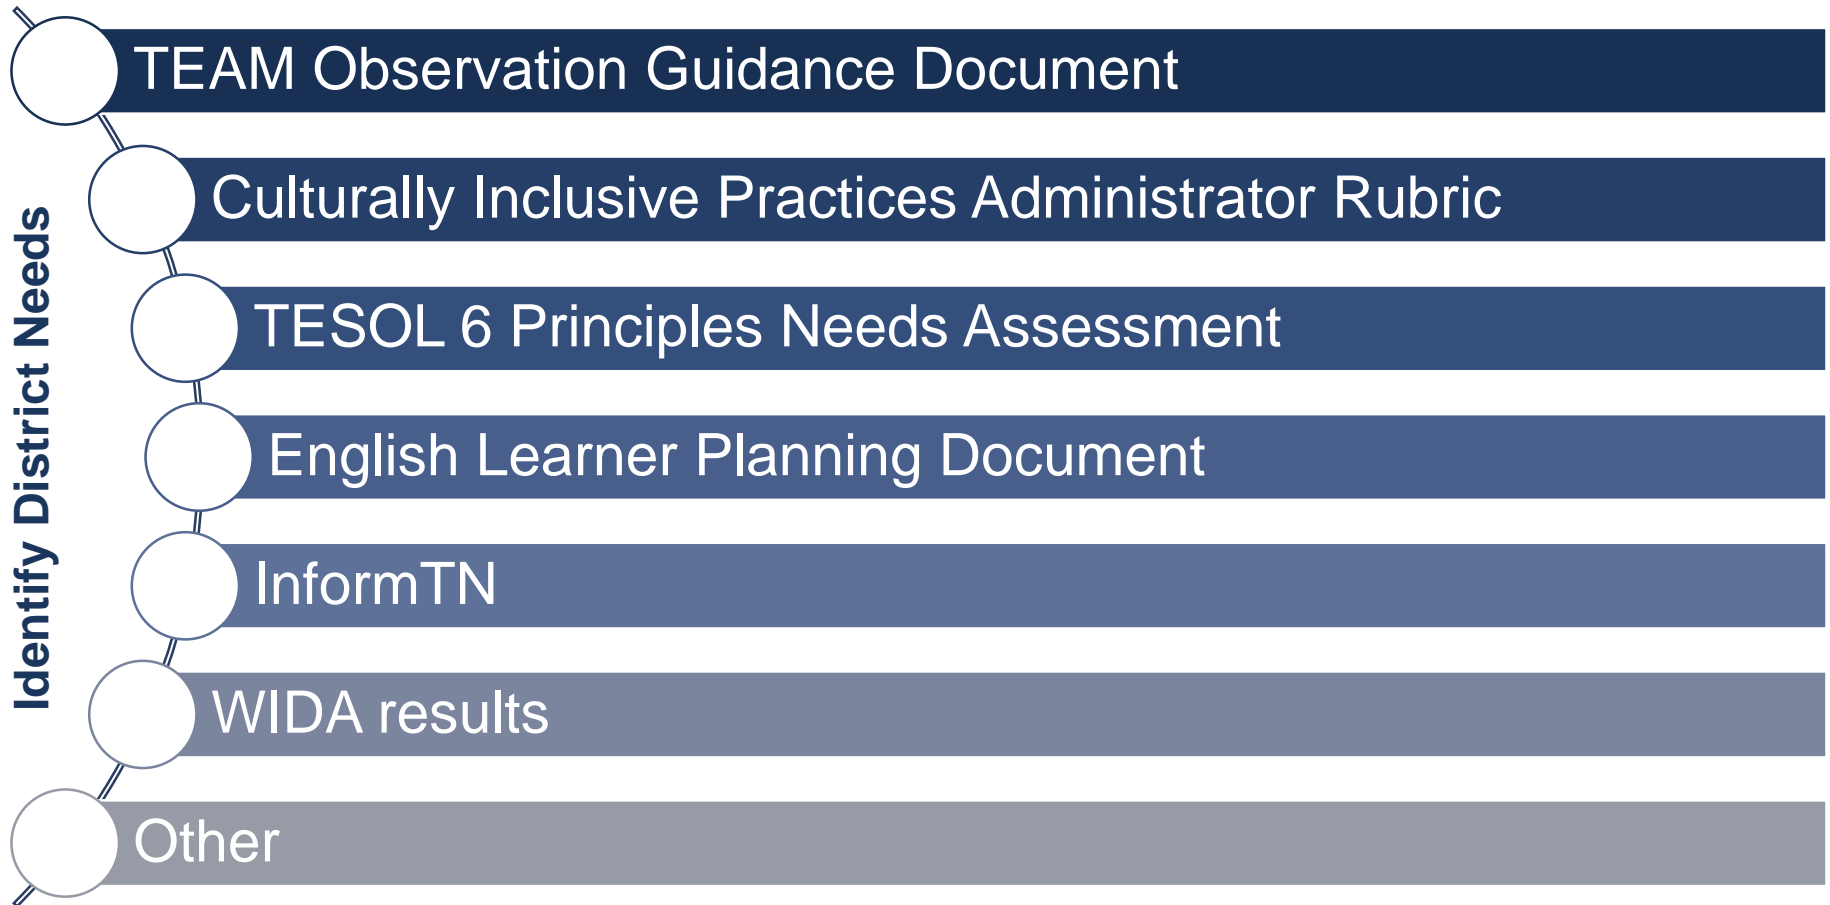 Identify District Needs
TEAM Observation Guidance Document
Culturally Inclusive Practices Administrator Rubric
TESOL 6 Principles Needs Assessment
English Learner Planning Document
InformTN
WIDA results
Other